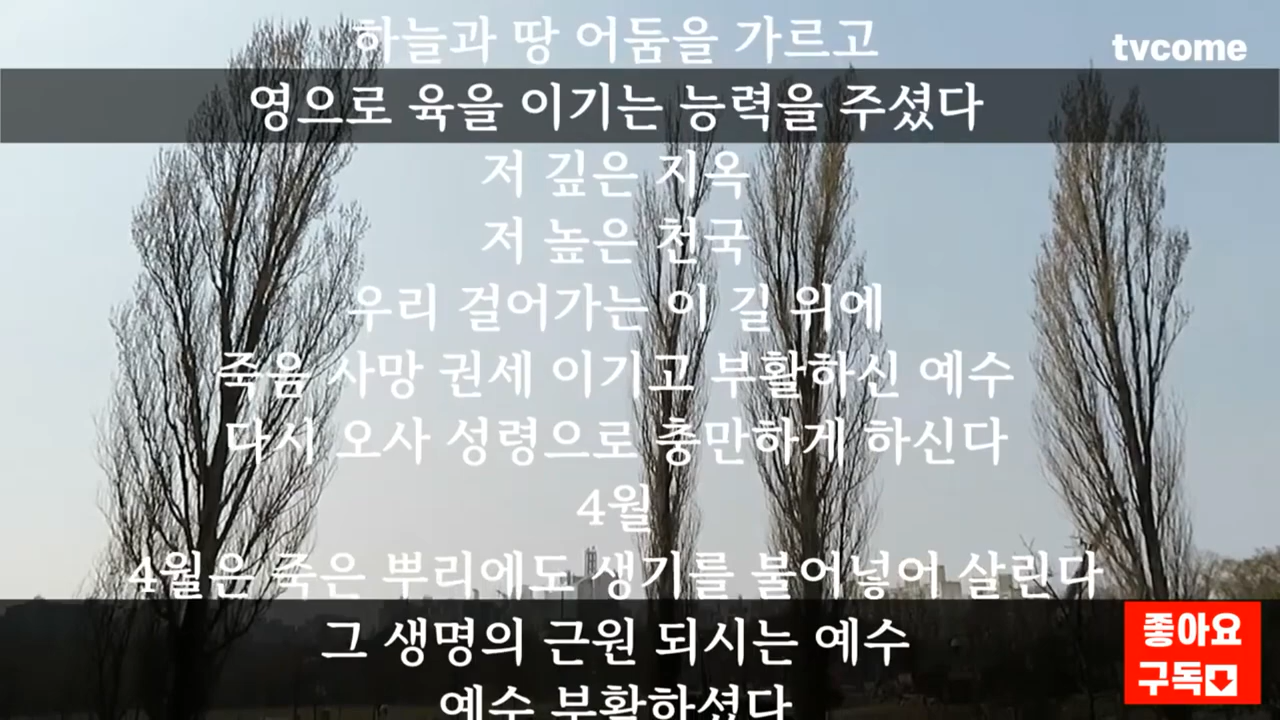 하늘과 땅 어둠을 가르고
tvcome
영으로 육을 이기는 능력을 주셨다
저 깊은 지옥
저 높은 천국
우리 걸어가는 이 길 위에
죽음 사망 권세 이기고 부활하신 예수
다시 오사 성령으로 충만하게 하신다
4월
4월은 죽은 뿌리에도 생기를 불어넣어 살린다
그 생명의 근원 되시는 예수
예수 부활하셨다
좋아요
구독